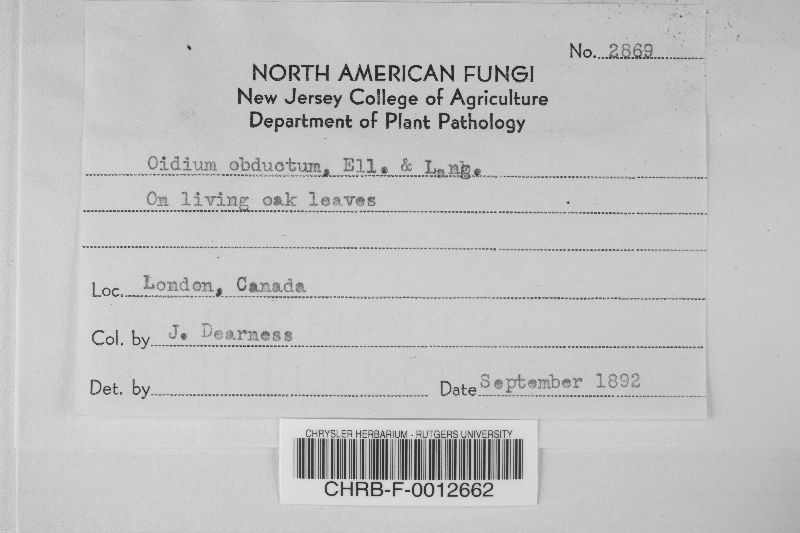 No. 2869
NORTH AMERICAN FUNGI
New Jersey College of Agriculture
Department of Plant Pathology
Oidium obductum, Ell. & Lang.
On living oak leaves
Loc. London, Canada
Col. by J. Dearness
Det. by
Date September 1892
CHRYSLER HERBARIUM - RUTGERS UNIVERSITY
CHRB-F-0012662